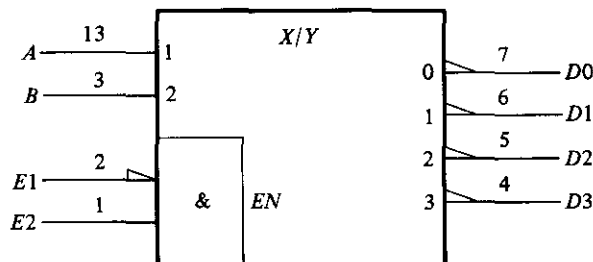 X/Y
A 13 1
B 3 2
E1 2
E2 1
& EN
0 7 D0
1 6 D1
2 5 D2
3 4 D3